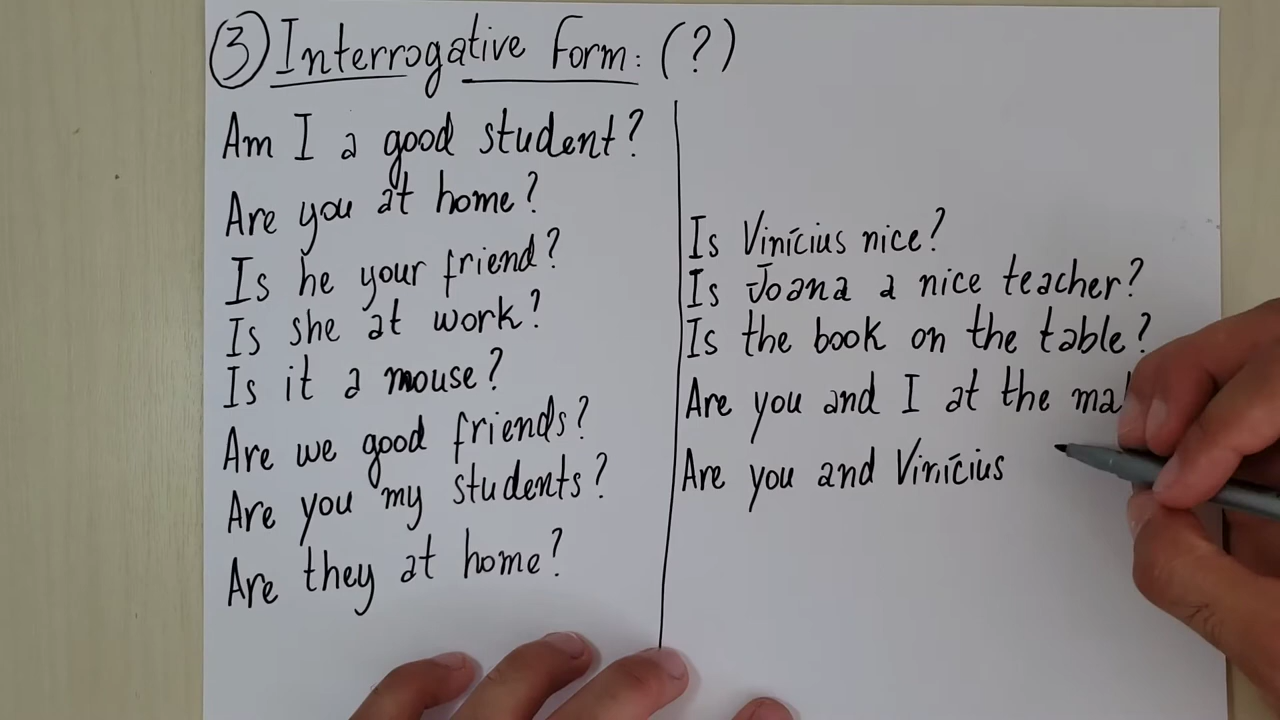 ③ Interrogative Form: (?)
Am I a good student?
Are you at home?
Is he your friend?
Is she at work?
Is it a mouse?
Are we good friends?
Are you my students?
Are they at home?
Is Vinícius nice?
Is Joana a nice teacher?
Is the book on the table?
Are you and I at the
Are you and Vinícius